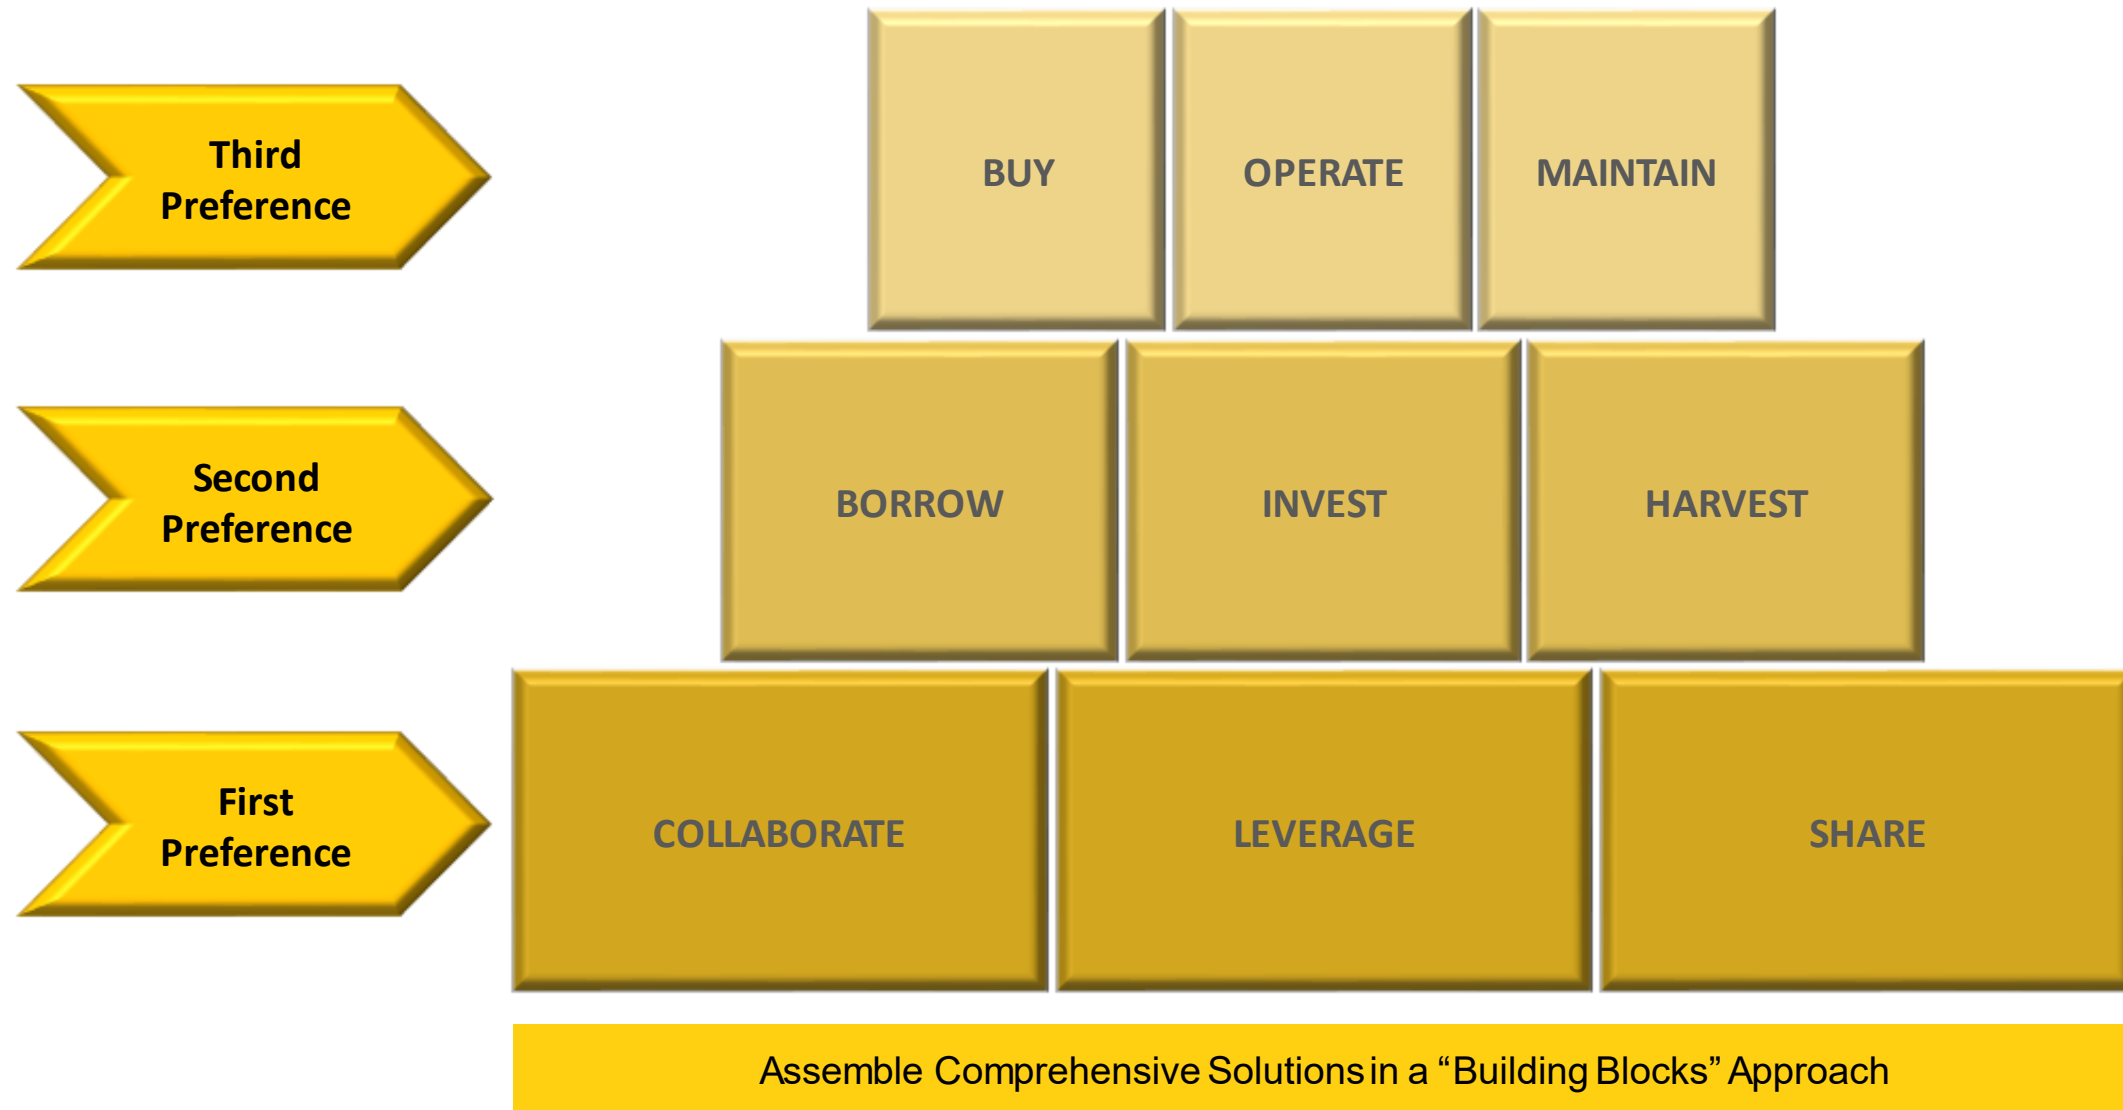 Third
Preference
BUY
OPERATE
MAINTAIN
Second
Preference
BORROW
INVEST
HARVEST
First
Preference
COLLABORATE
LEVERAGE
SHARE
Assemble Comprehensive Solutions in a “Building Blocks” Approach